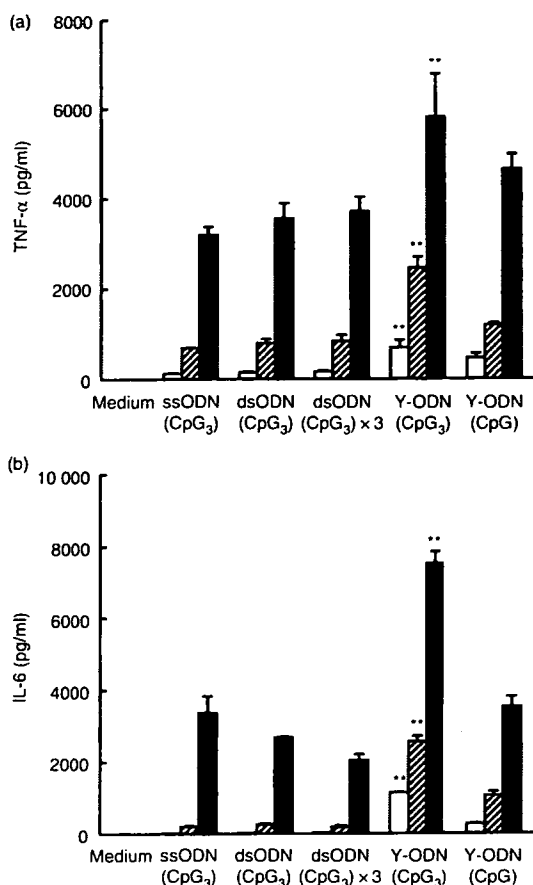 (a)
8000
6000
4000
2000
0
TNF-α (pg/ml)
**
**
**
Medium ssODN dsODN dsODN Y-ODN Y-ODN
(CpG₃) (CpG₃) (CpG₃) × 3 (CpG₃) (CpG)
(b)
10 000
8000
6000
4000
2000
0
IL-6 (pg/ml)
**
**
**
Medium ssODN dsODN dsODN Y-ODN Y-ODN
(CpG₃) (CpG₃) (CpG₃) × 3 (CpG₃) (CpG)